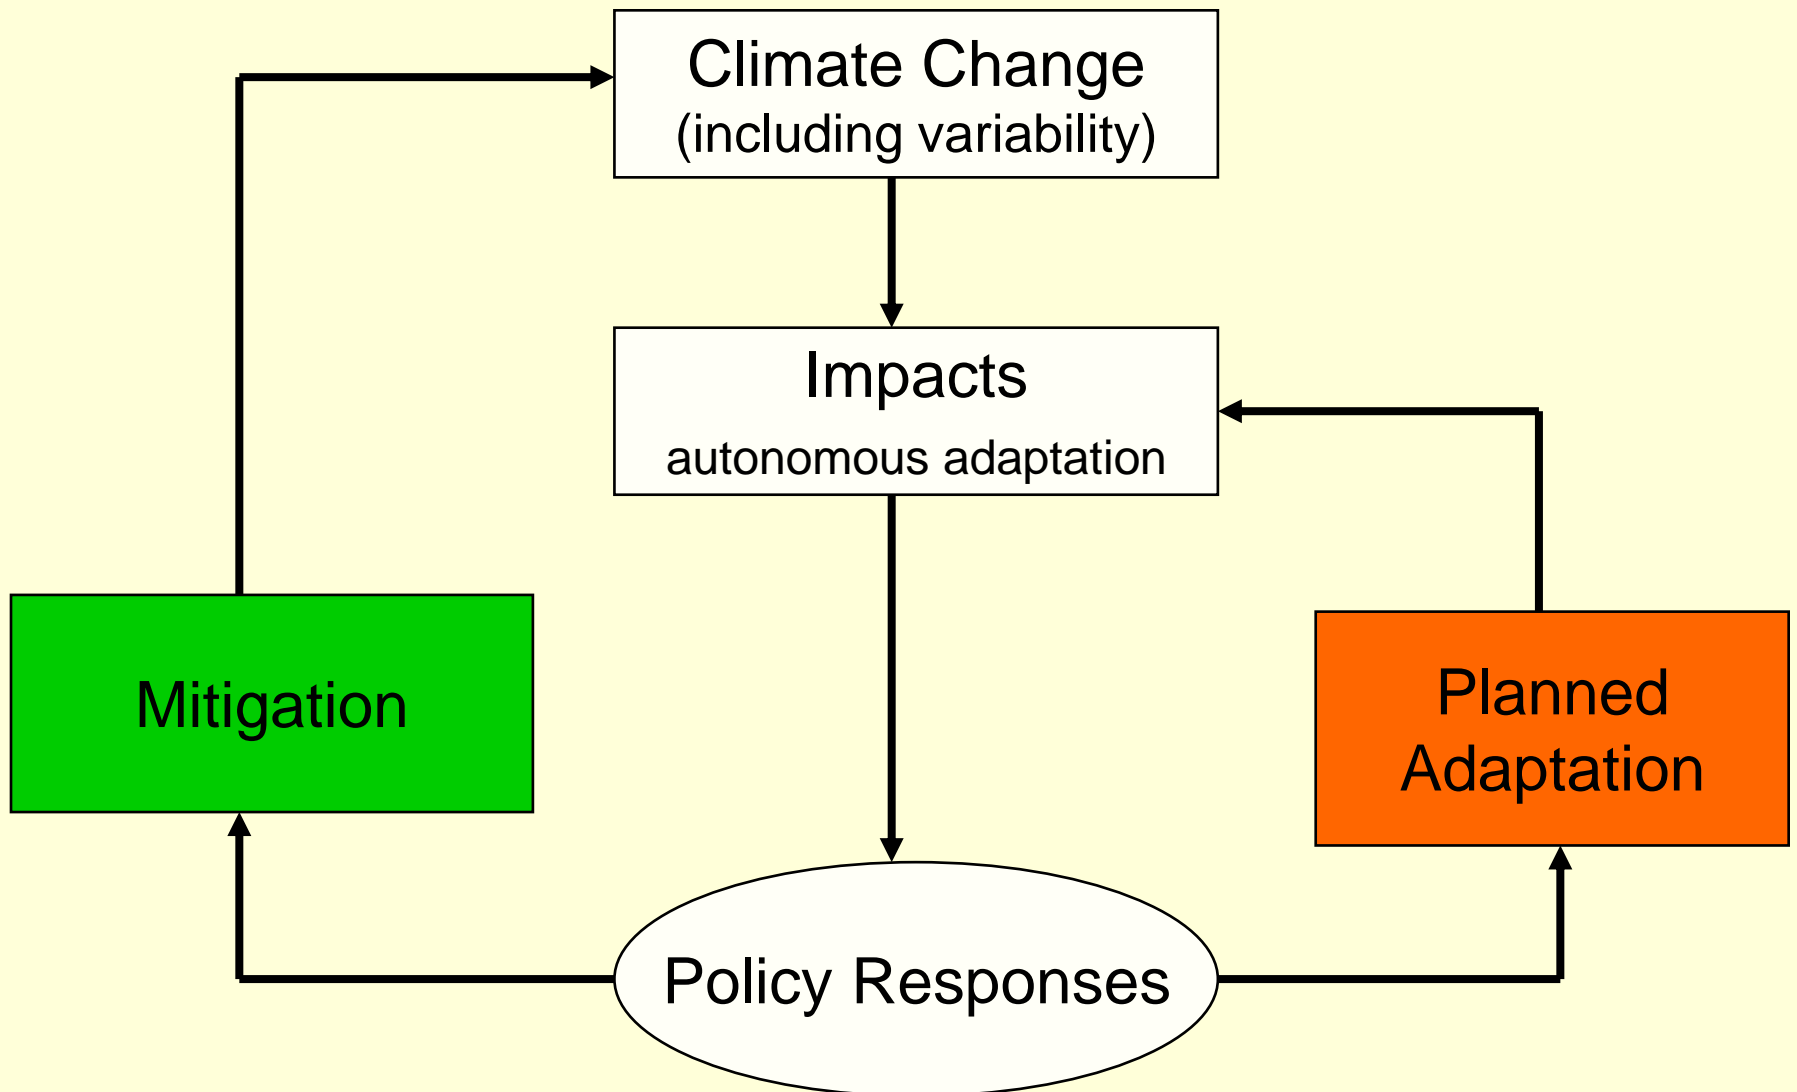 Climate Change
(including variability)
Impacts
autonomous adaptation
Mitigation
Planned
Adaptation
Policy Responses